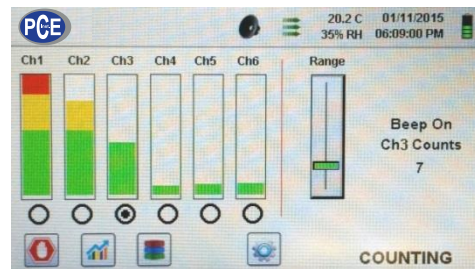 PCE
20.2 C 01/11/2015
35% RH 06:09:00 PM
Ch1 Ch2 Ch3 Ch4 Ch5 Ch6 Range
Beep On
Ch3 Counts
7
COUNTING